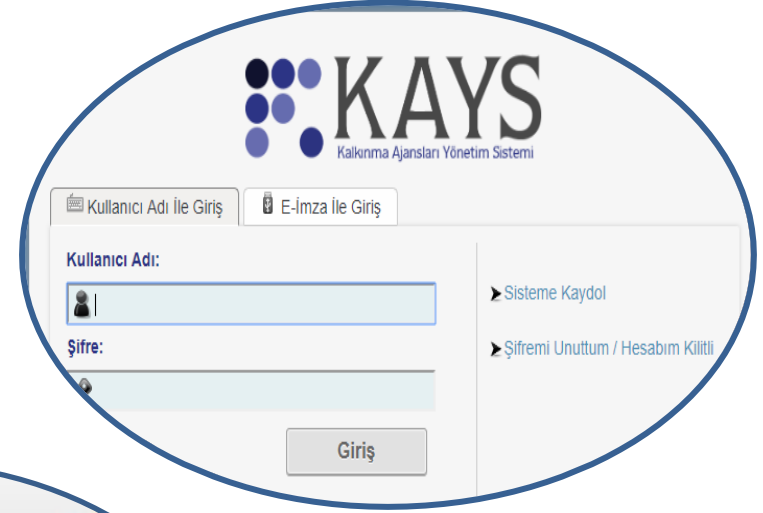 KAYS
Kalkınma Ajansları Yönetim Sistemi
Kullanıcı Adı İle Giriş
E-İmza İle Giriş
Kullanıcı Adı:
Sisteme Kaydol
Şifre:
Şifremi Unuttum / Hesabım Kilitli
Giriş